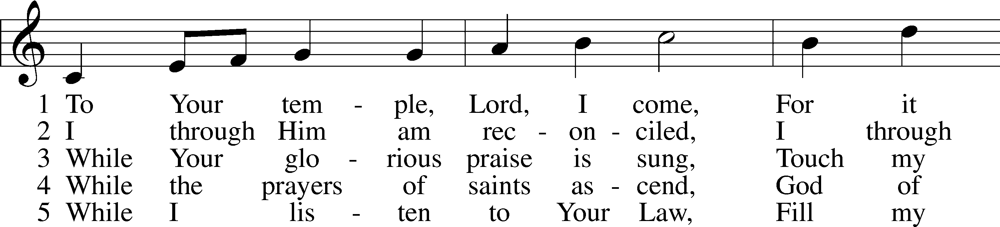 1 To Your tem - ple, Lord, I come, For it
2 I through Him am rec - on - ciled, I through
3 While Your glo - rious praise is sung, Touch my
4 While the prayers of saints as - cend, God of
5 While I lis - ten to Your Law, Fill my